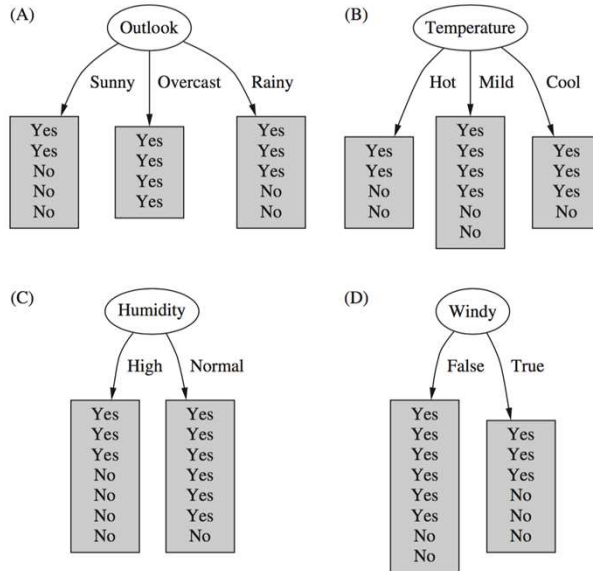 (A)
Outlook
Sunny Overcast Rainy
Yes
Yes
No
No
No
Yes
Yes
Yes
Yes
Yes
Yes
Yes
No
No
(B)
Temperature
Hot Mild Cool
Yes
Yes
No
No
Yes
Yes
Yes
Yes
No
No
Yes
Yes
Yes
No
(C)
Humidity
High Normal
Yes
Yes
Yes
No
No
No
No
Yes
Yes
Yes
Yes
Yes
Yes
No
(D)
Windy
False True
Yes
Yes
Yes
Yes
Yes
Yes
No
No
Yes
Yes
Yes
No
No
No